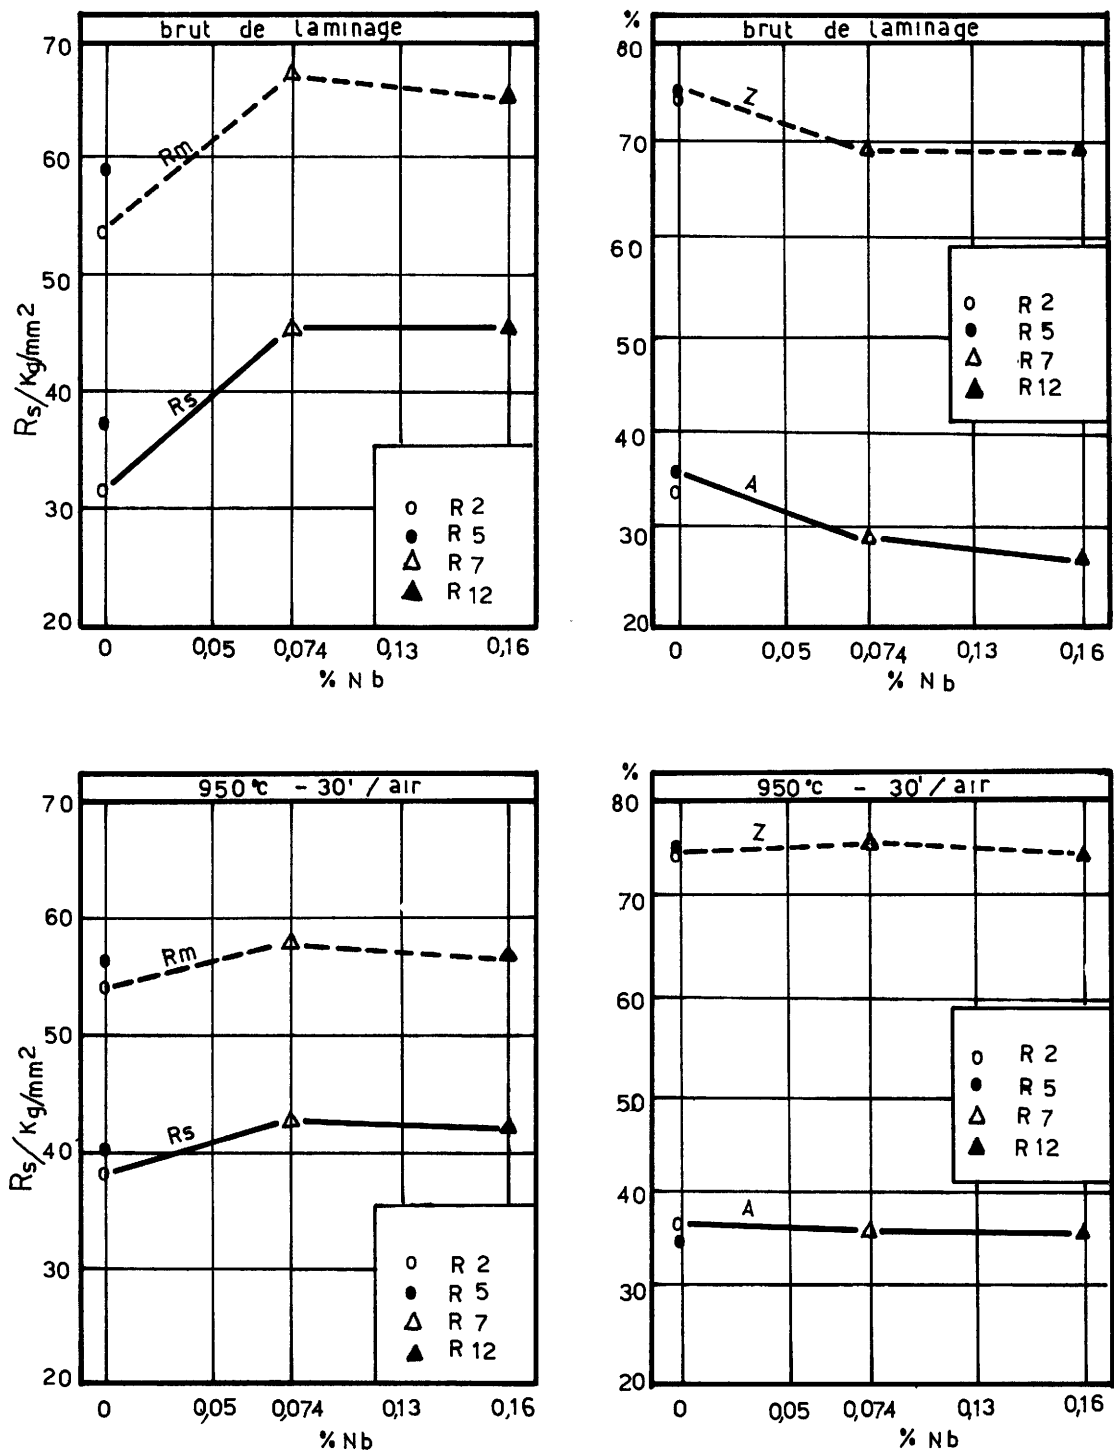 brut de laminage
70
60
50
40
30
20
Rs/Kg/mm2
Rm
Rs
R 2
R 5
R 7
R 12
0 0,05 0,074 0,13 0,16
% Nb
%
brut de laminage
80
70
60
50
40
30
20
Z
A
R 2
R 5
R 7
R 12
0 0,05 0,074 0,13 0,16
% Nb
950°c - 30' / air
70
60
50
40
30
20
Rs/Kg/mm2
Rm
Rs
R 2
R 5
R 7
R 12
0 0,05 0,074 0,13 0,16
% Nb
%
950°c - 30' / air
80
70
60
50
40
30
20
Z
A
R 2
R 5
R 7
R 12
0 0,05 0,074 0,13 0,16
% Nb